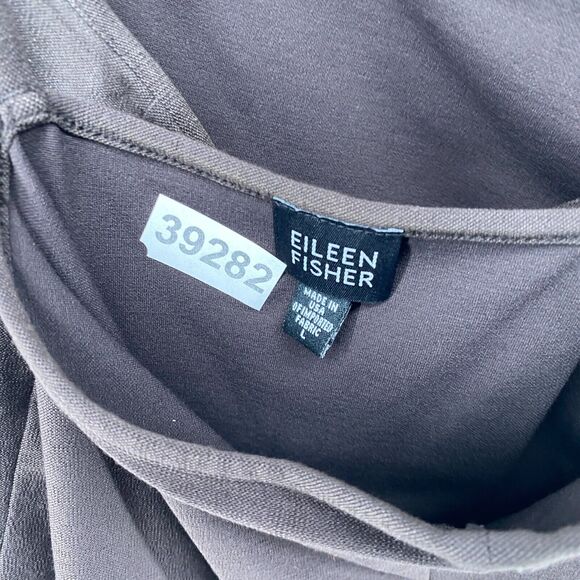 39282
EILEEN
FISHER
MADE IN
USA
OF IMPORTED
FABRIC
L